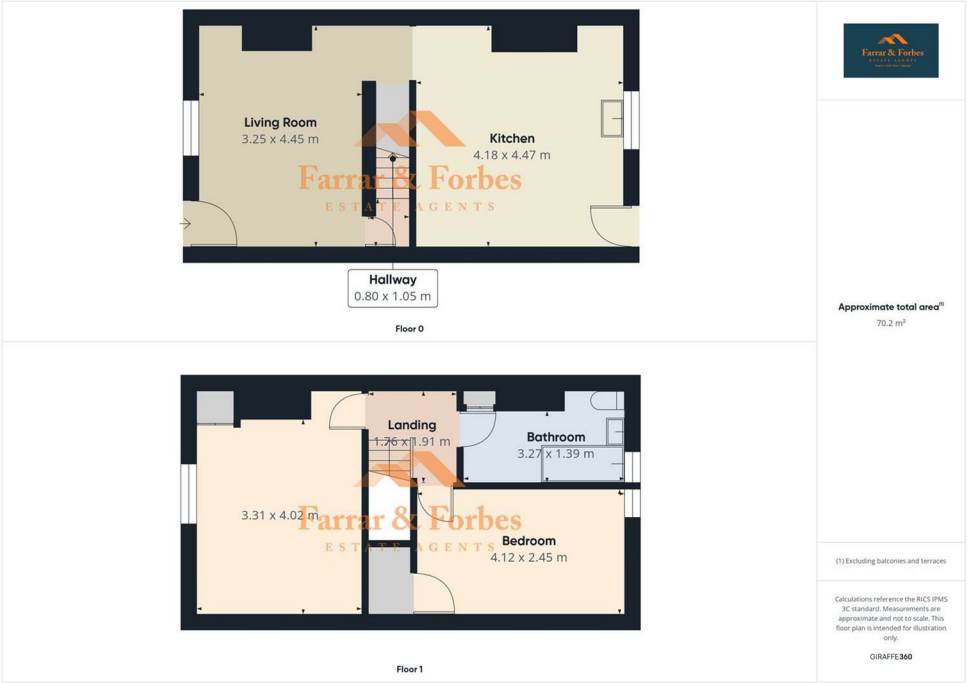 Living Room
3.25 x 4.45 m
Kitchen
4.18 x 4.47 m
Farrar & Forbes
ESTATE AGENTS
Hallway
0.80 x 1.05 m
Floor 0
Landing
1.76 x 1.91 m
Bathroom
3.27 x 1.39 m
3.31 x 4.02 m
Farrar & Forbes
ESTATE AGENTS
Bedroom
4.12 x 2.45 m
Floor 1
Farrar & Forbes
ESTATE AGENTS
Approximate total area(1)
70.2 m²
(1) Excluding balconies and terraces
Calculations reference the RICS IPMS
3C standard. Measurements are
approximate and not to scale. This
floor plan is intended for illustration
only.
GIRAFFE360